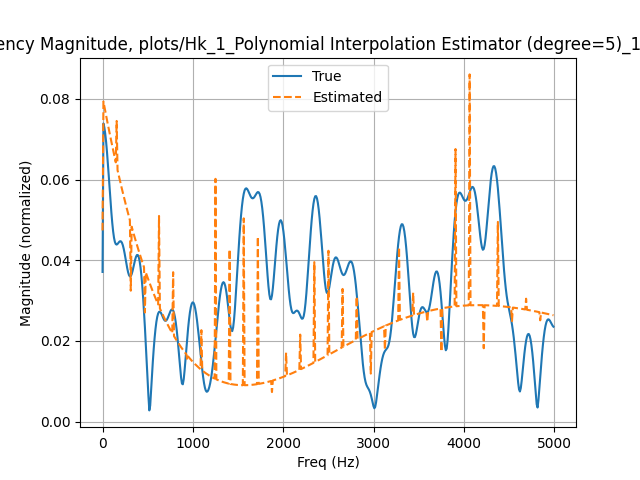 ency Magnitude, plots/Hk_1_Polynomial Interpolation Estimator (degree=5)_1
True
Estimated
Magnitude (normalized)
0.08
0.06
0.04
0.02
0.00
0
1000
2000
3000
4000
5000
Freq (Hz)